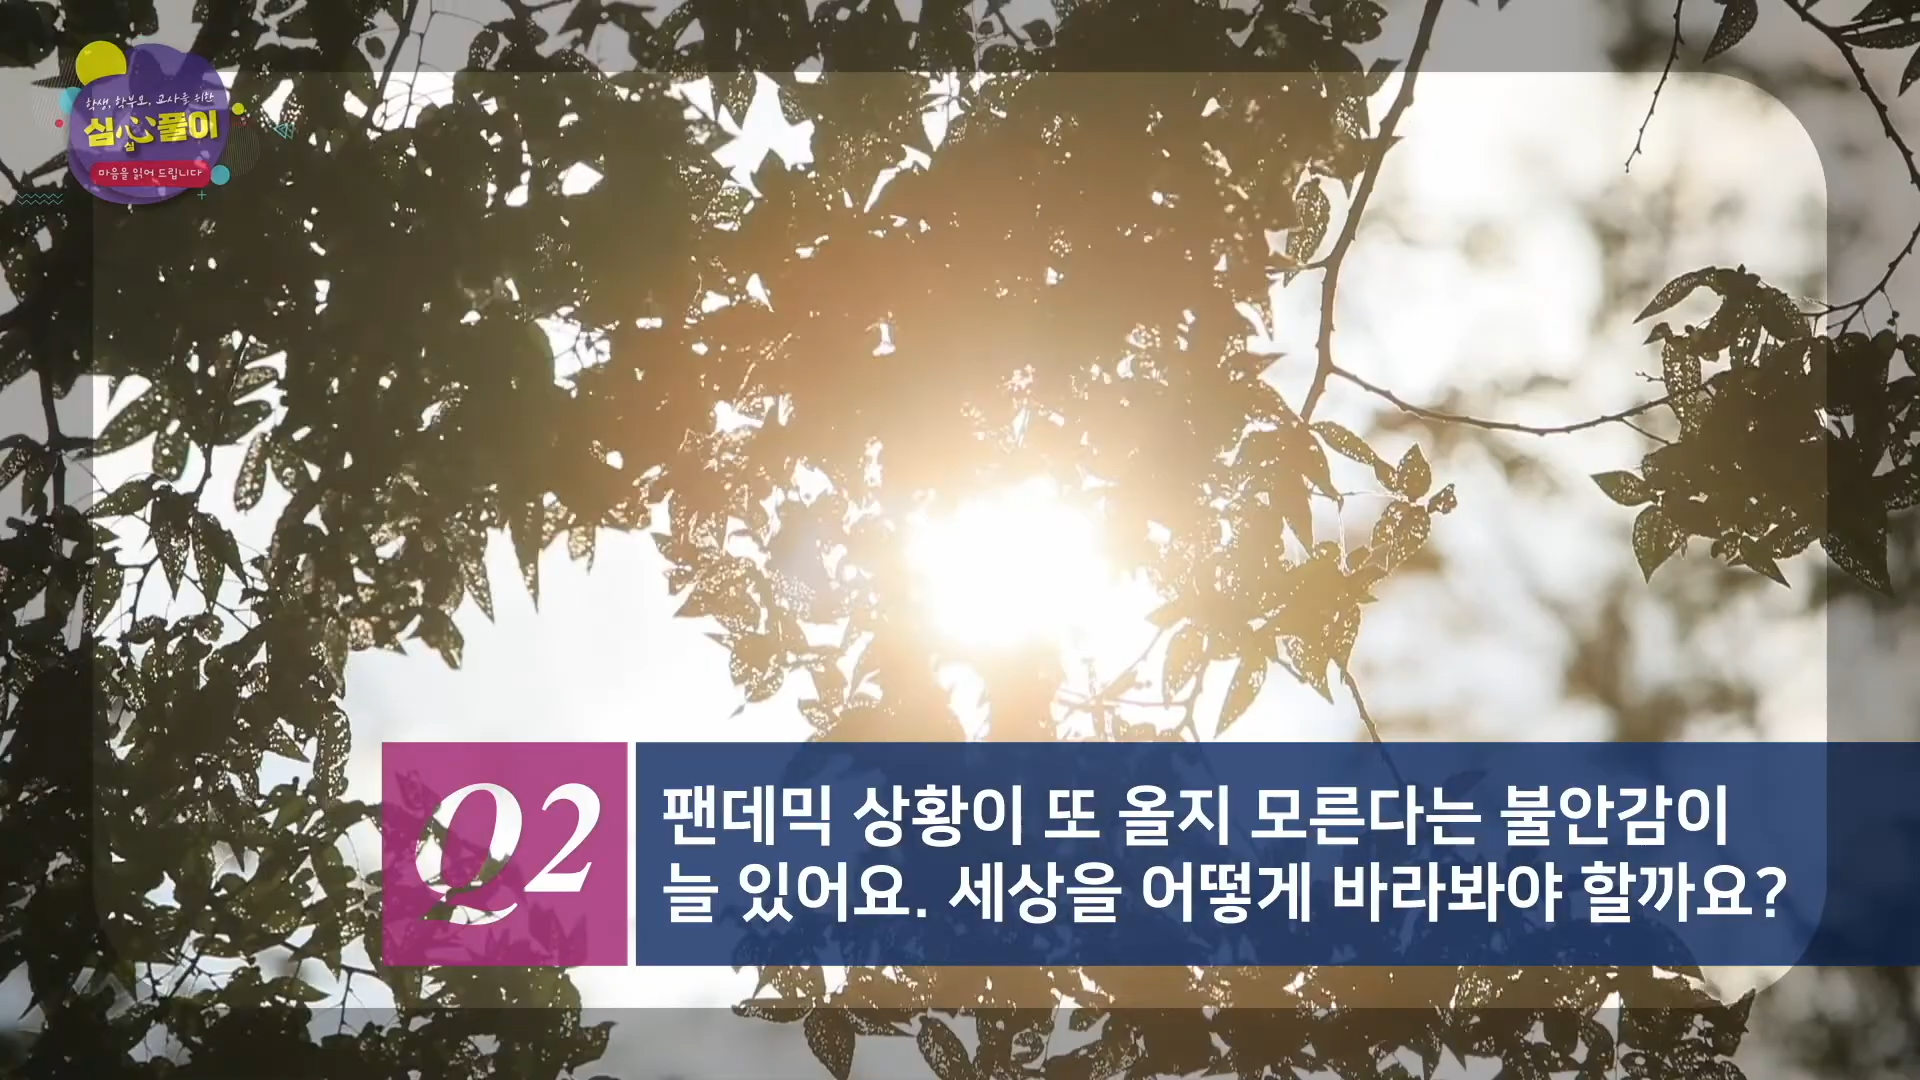 학생, 학부모, 교사를 위한
심心풀이
심
마음을 읽어 드립니다
Q2
팬데믹 상황이 또 올지 모른다는 불안감이
늘 있어요. 세상을 어떻게 바라봐야 할까요?